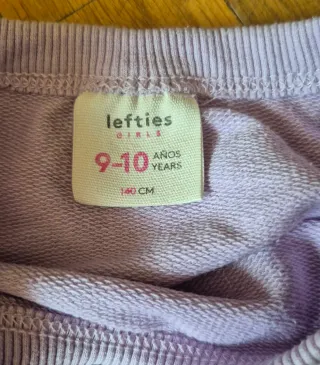 lefties
GIRLS
9-10 AÑOS
YEARS
140 CM